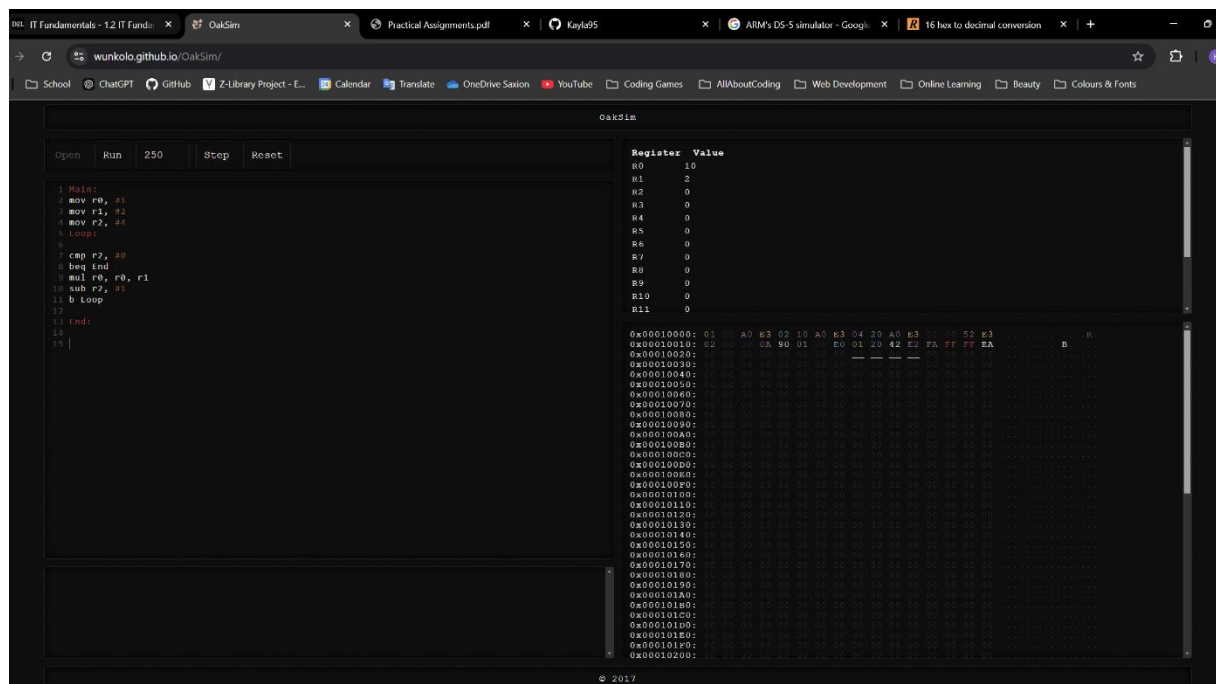 D2L IT Fundamentals - 1.2 IT Fundar
OakSim
Practical Assignments.pdf
Kayla95
ARM's DS-5 simulator - Google
R 16 hex to decimal conversion
wunkolo.github.io/OakSim/
School ChatGPT GitHub Z-Library Project - E... Calendar Translate OneDrive Saxion YouTube Coding Games AllAboutCoding Web Development Online Learning Beauty Colours & Fonts
OakSim
Open Run 250 Step Reset
1 Main:
2 mov r0, #1
3 mov r1, #2
4 mov r2, #4
5 Loop:
6
7 cmp r2, #0
8 beq End
9 mul r0, r0, r1
10 sub r2, #1
11 b Loop
12
13 End:
14
15
Register Value
R0 10
R1 2
R2 0
R3 0
R4 0
R5 0
R6 0
R7 0
R8 0
R9 0
R10 0
R11 0
0x00010000: 01 00 A0 E3 02 10 A0 E3 04 20 A0 E3 00 00 52 E3 R
0x00010010: 02 00 00 0A 90 01 00 E0 01 20 42 E2 FA FF FF EA B
0x00010020:
0x00010030:
0x00010040:
0x00010050:
0x00010060:
0x00010070:
0x00010080:
0x00010090:
0x000100A0:
0x000100B0:
0x000100C0:
0x000100D0:
0x000100E0:
0x000100F0:
0x00010100:
0x00010110:
0x00010120:
0x00010130:
0x00010140:
0x00010150:
0x00010160:
0x00010170:
0x00010180:
0x00010190:
0x000101A0:
0x000101B0:
0x000101C0:
0x000101D0:
0x000101E0:
0x000101F0:
0x00010200:
© 2017